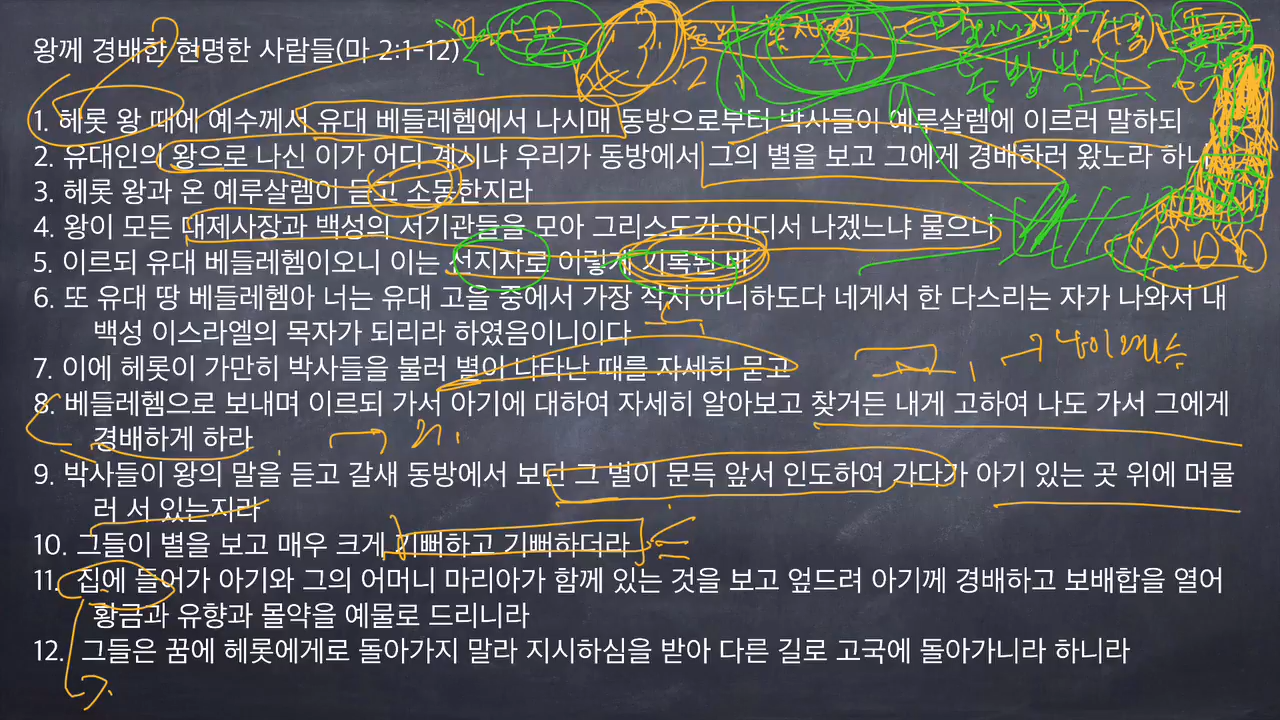 왕께 경배한 현명한 사람들(마 2:1-12)
1. 헤롯 왕 때에 예수께서 유대 베들레헴에서 나시매 동방으로부터 박사들이 예루살렘에 이르러 말하되
2. 유대인의 왕으로 나신 이가 어디 계시냐 우리가 동방에서 그의 별을 보고 그에게 경배하러 왔노라 하니
3. 헤롯 왕과 온 예루살렘이 듣고 소동한지라
4. 왕이 모든 대제사장과 백성의 서기관들을 모아 그리스도가 어디서 나겠느냐 물으니
5. 이르되 유대 베들레헴이오니 이는 선지자로 이렇게 기록된 바
6. 또 유대 땅 베들레헴아 너는 유대 고을 중에서 가장 작지 아니하도다 네게서 한 다스리는 자가 나와서 내
백성 이스라엘의 목자가 되리라 하였음이니이다
7. 이에 헤롯이 가만히 박사들을 불러 별이 나타난 때를 자세히 묻고
8. 베들레헴으로 보내며 이르되 가서 아기에 대하여 자세히 알아보고 찾거든 내게 고하여 나도 가서 그에게
경배하게 하라
9. 박사들이 왕의 말을 듣고 갈새 동방에서 보던 그 별이 문득 앞서 인도하여 가다가 아기 있는 곳 위에 머물
러 서 있는지라
10. 그들이 별을 보고 매우 크게 기뻐하고 기뻐하더라
11. 집에 들어가 아기와 그의 어머니 마리아가 함께 있는 것을 보고 엎드려 아기께 경배하고 보배합을 열어
황금과 유향과 몰약을 예물로 드리니라
12. 그들은 꿈에 헤롯에게로 돌아가지 말라 지시하심을 받아 다른 길로 고국에 돌아가니라 하니라